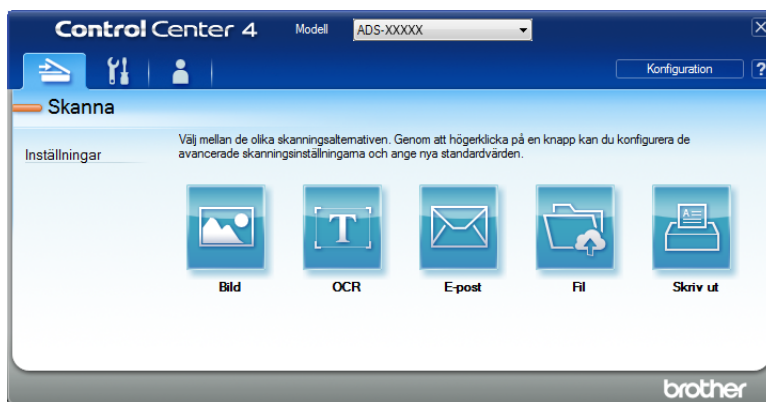 ControlCenter 4 Modell ADS-XXXXX
Konfiguration ?
Skanna
Välj mellan de olika skanningsalternativen. Genom att högerklicka på en knapp kan du konfigurera de
Inställningar avancerade skanningsinställningarna och ange nya standardvärden.
T A
Bild OCR E-post Fil Skriv ut
brother